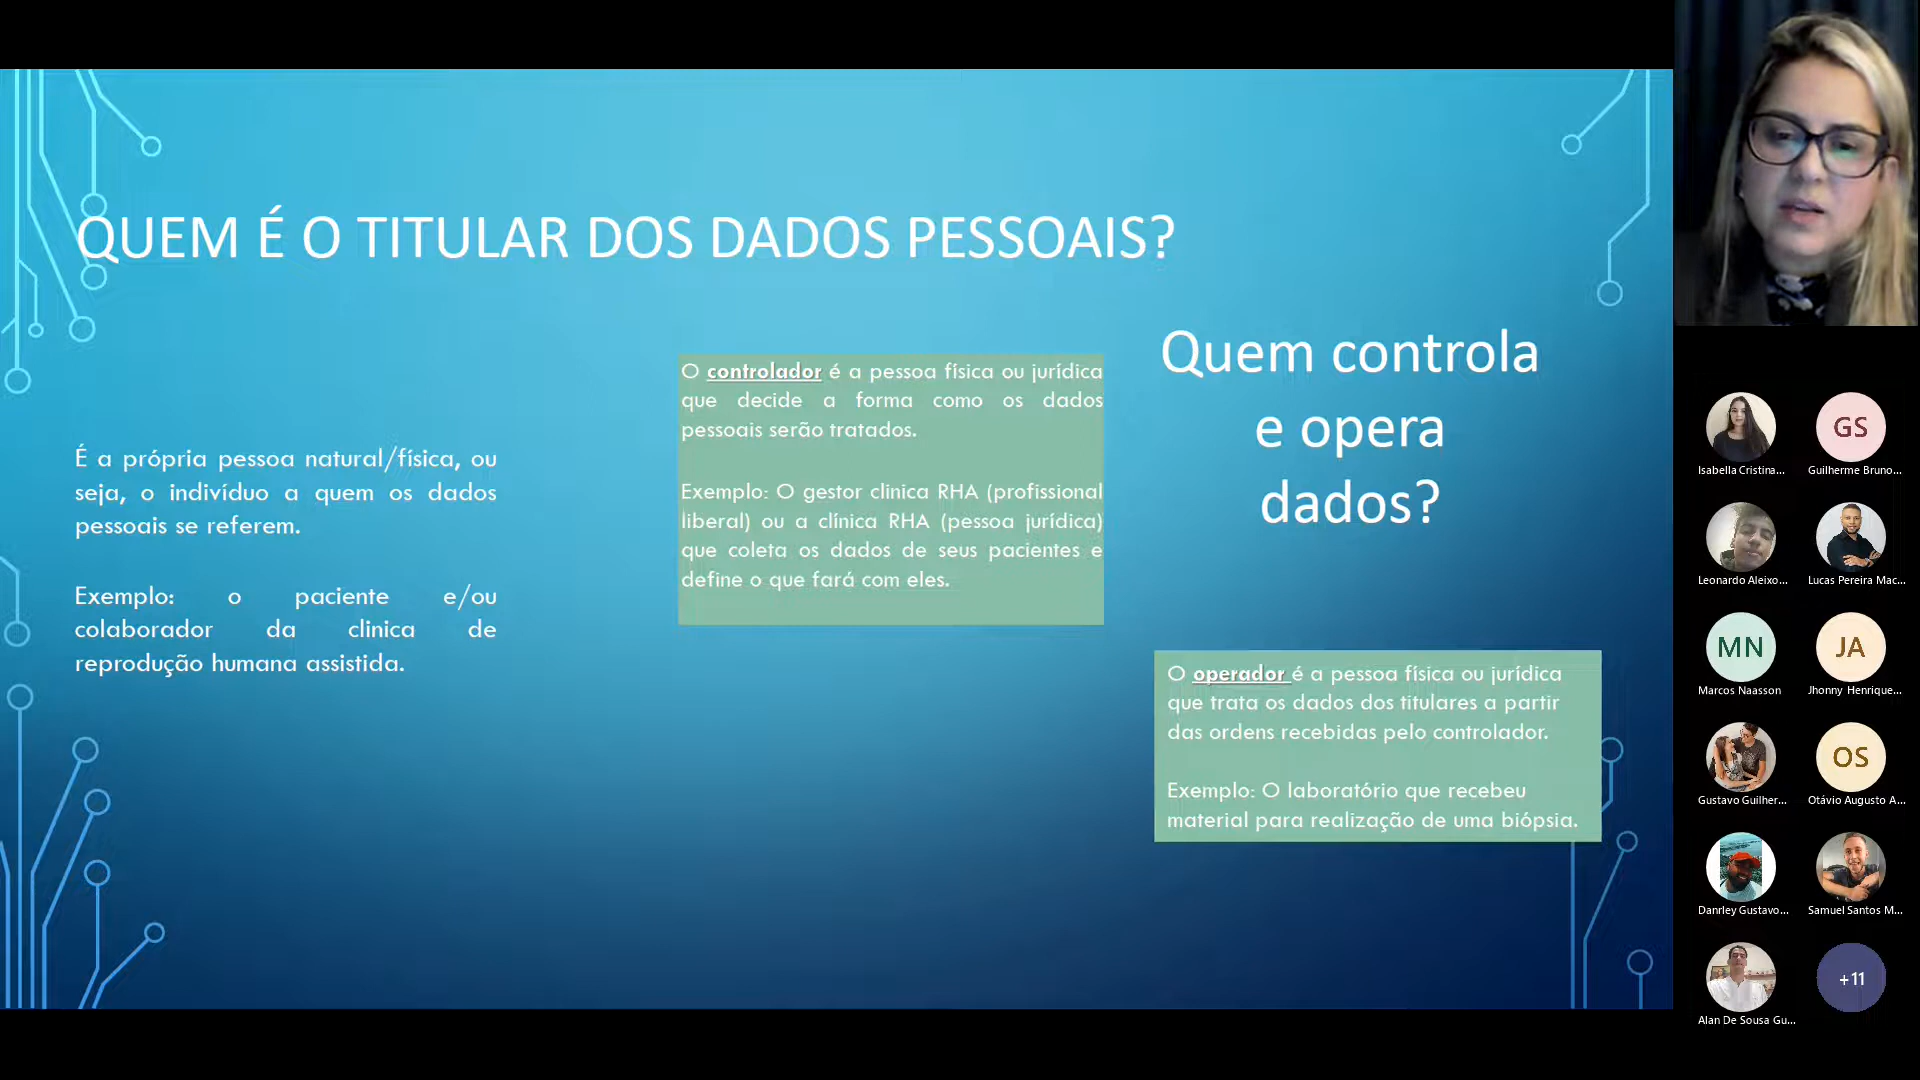 QUEM É O TITULAR DOS DADOS PESSOAIS?
É a própria pessoa natural/física, ou
seja, o indivíduo a quem os dados
pessoais se referem.
Exemplo: o paciente e/ou
colaborador da clinica de
reprodução humana assistida.
O controlador é a pessoa física ou jurídica
que decide a forma como os dados
pessoais serão tratados.
Exemplo: O gestor clinica RHA (profissional
liberal) ou a clínica RHA (pessoa jurídica)
que coleta os dados de seus pacientes e
define o que fará com eles.
Quem controla
e opera
dados?
O operador é a pessoa física ou jurídica
que trata os dados dos titulares a partir
das ordens recebidas pelo controlador.
Exemplo: O laboratório que recebeu
material para realização de uma biópsia.
Isabella Cristina...
GS
Guilherme Bruno...
Leonardo Aleixo...
Lucas Pereira Mac...
MN
Marcos Naasson
JA
Jhonny Henrique...
Gustavo Guilher...
OS
Otávio Augusto A...
Danrley Gustavo...
Samuel Santos M...
Alan De Sousa Gu...
+11